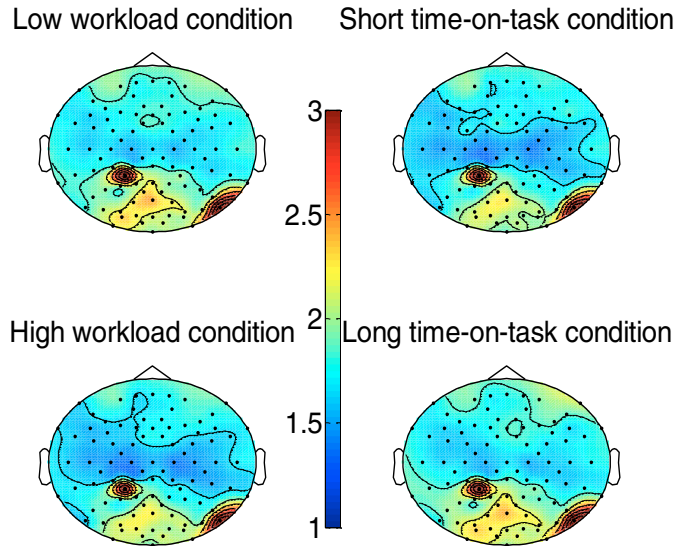 Low workload condition
Short time-on-task condition
3
2.5
2
High workload condition
Long time-on-task condition
1.5
1